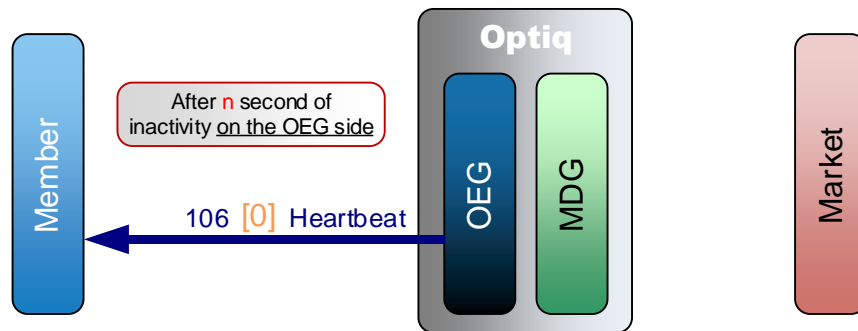 Optiq
Member
After n second of
inactivity on the OEG side
106 [0] Heartbeat
OEG
MDG
Market